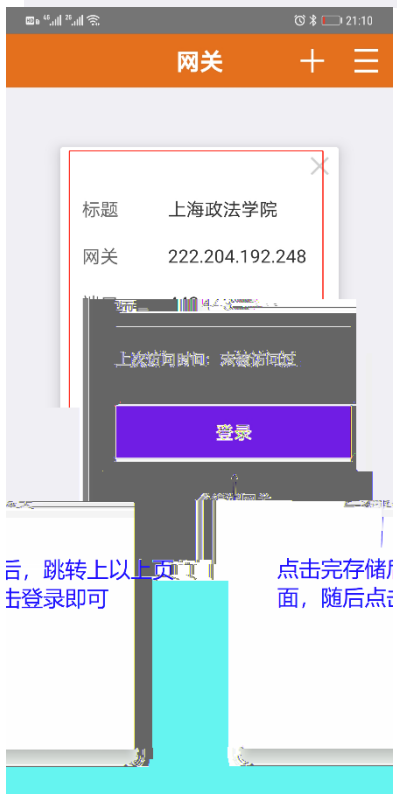 21:10
网关
标题 上海政法学院
网关 222.204.192.248
上次访问时间：未被访问过
登录
后，跳转上以上页
击登录即可
点击完存储后
面，随后点击